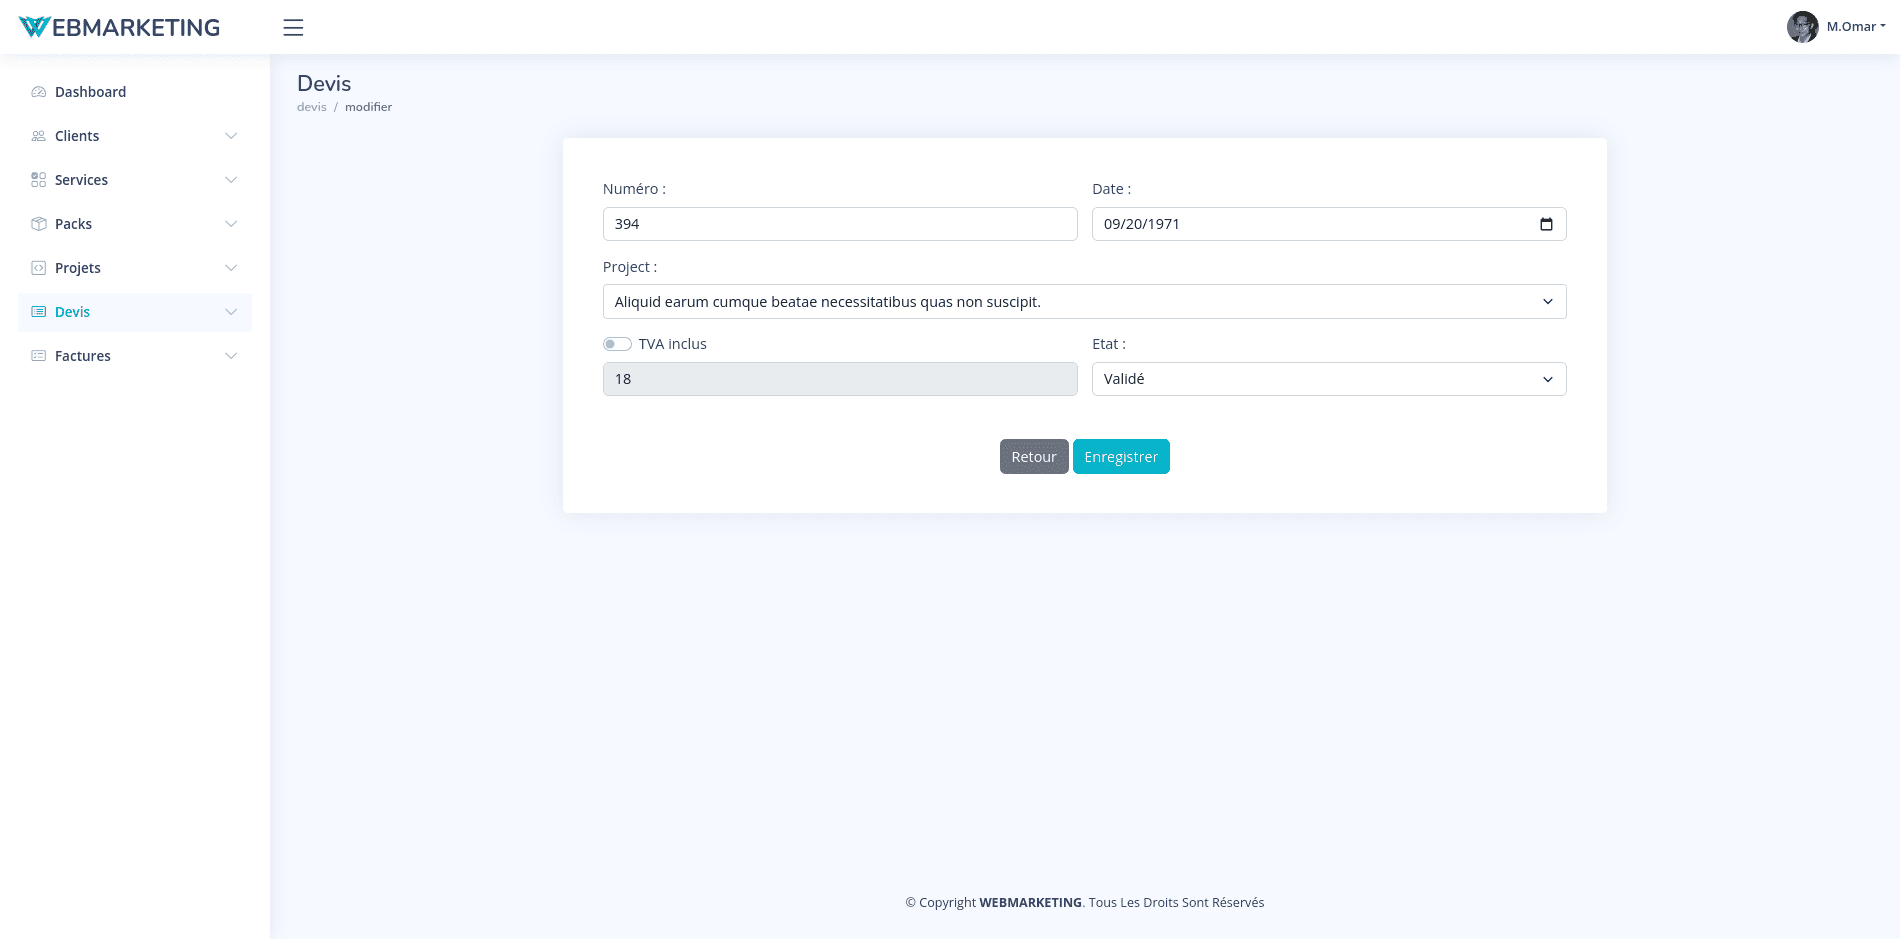 WEBMARKETING
M.Omar
Dashboard
Clients
Services
Packs
Projets
Devis
Factures
Devis
devis / modifier
Numéro :
Date :
394
09/20/1971
Project :
Aliquid earum cumque beatae necessitatibus quas non suscipit.
TVA inclus
Etat :
18
Validé
Retour
Enregistrer
© Copyright WEBMARKETING. Tous Les Droits Sont Réservés